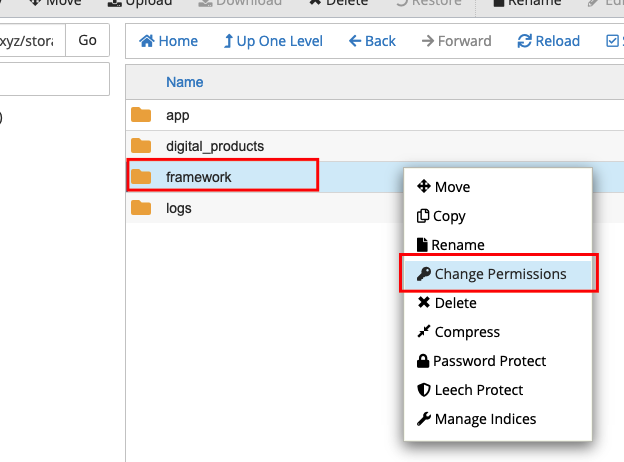 Move Upload Download Delete Restore Rename
xyz/stora Go
Home Up One Level Back Forward Reload
Name
app
digital_products
framework
logs
Move
Copy
Rename
Change Permissions
Delete
Compress
Password Protect
Leech Protect
Manage Indices